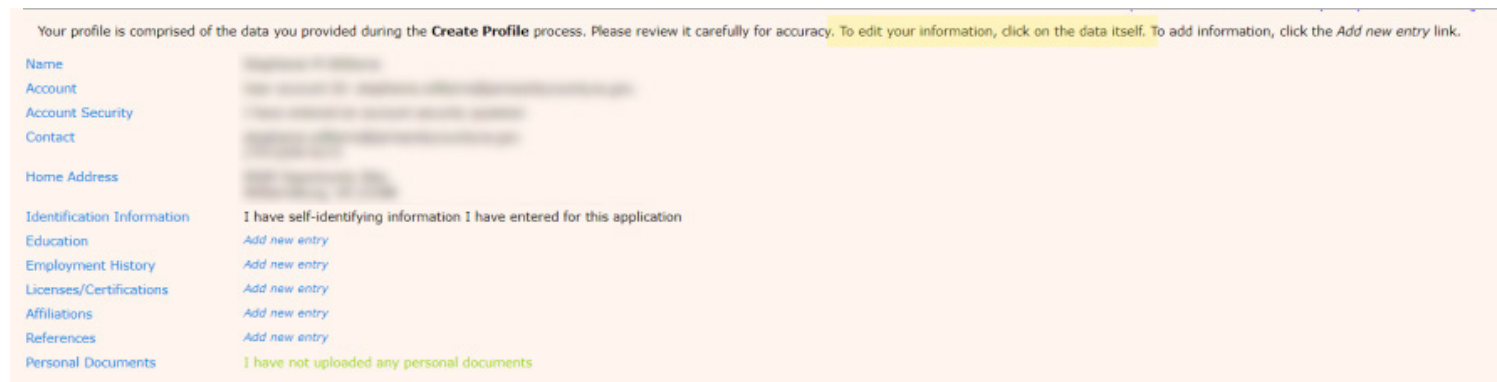 Your profile is comprised of the data you provided during the Create Profile process. Please review it carefully for accuracy. To edit your information, click on the data itself. To add information, click the Add new entry link.
Name
Account
Account Security
Contact
Home Address
Identification Information I have self-identifying information I have entered for this application
Education Add new entry
Employment History Add new entry
Licenses/Certifications Add new entry
Affiliations Add new entry
References Add new entry
Personal Documents I have not uploaded any personal documents